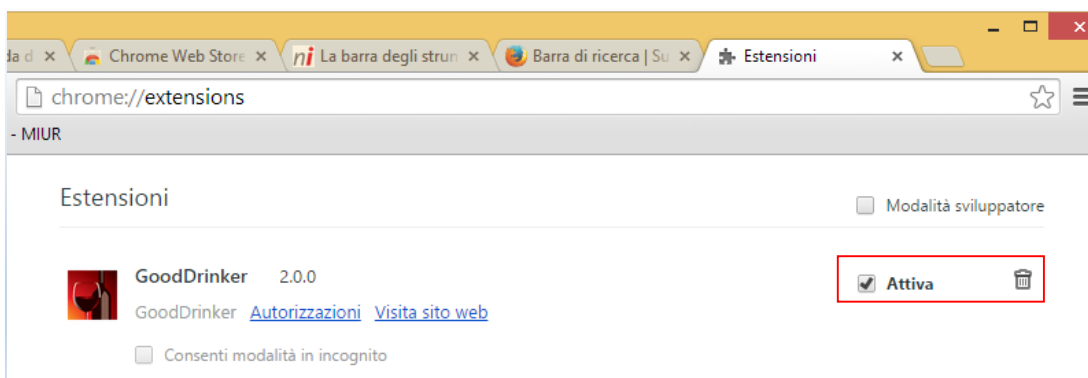 da d Chrome Web Store La barra degli strun Barra di ricerca | Su Estensioni
chrome://extensions
- MIUR
Estensioni
Modalità sviluppatore
GoodDrinker 2.0.0
Attiva
GoodDrinker Autorizzazioni Visita sito web
Consenti modalità in incognito